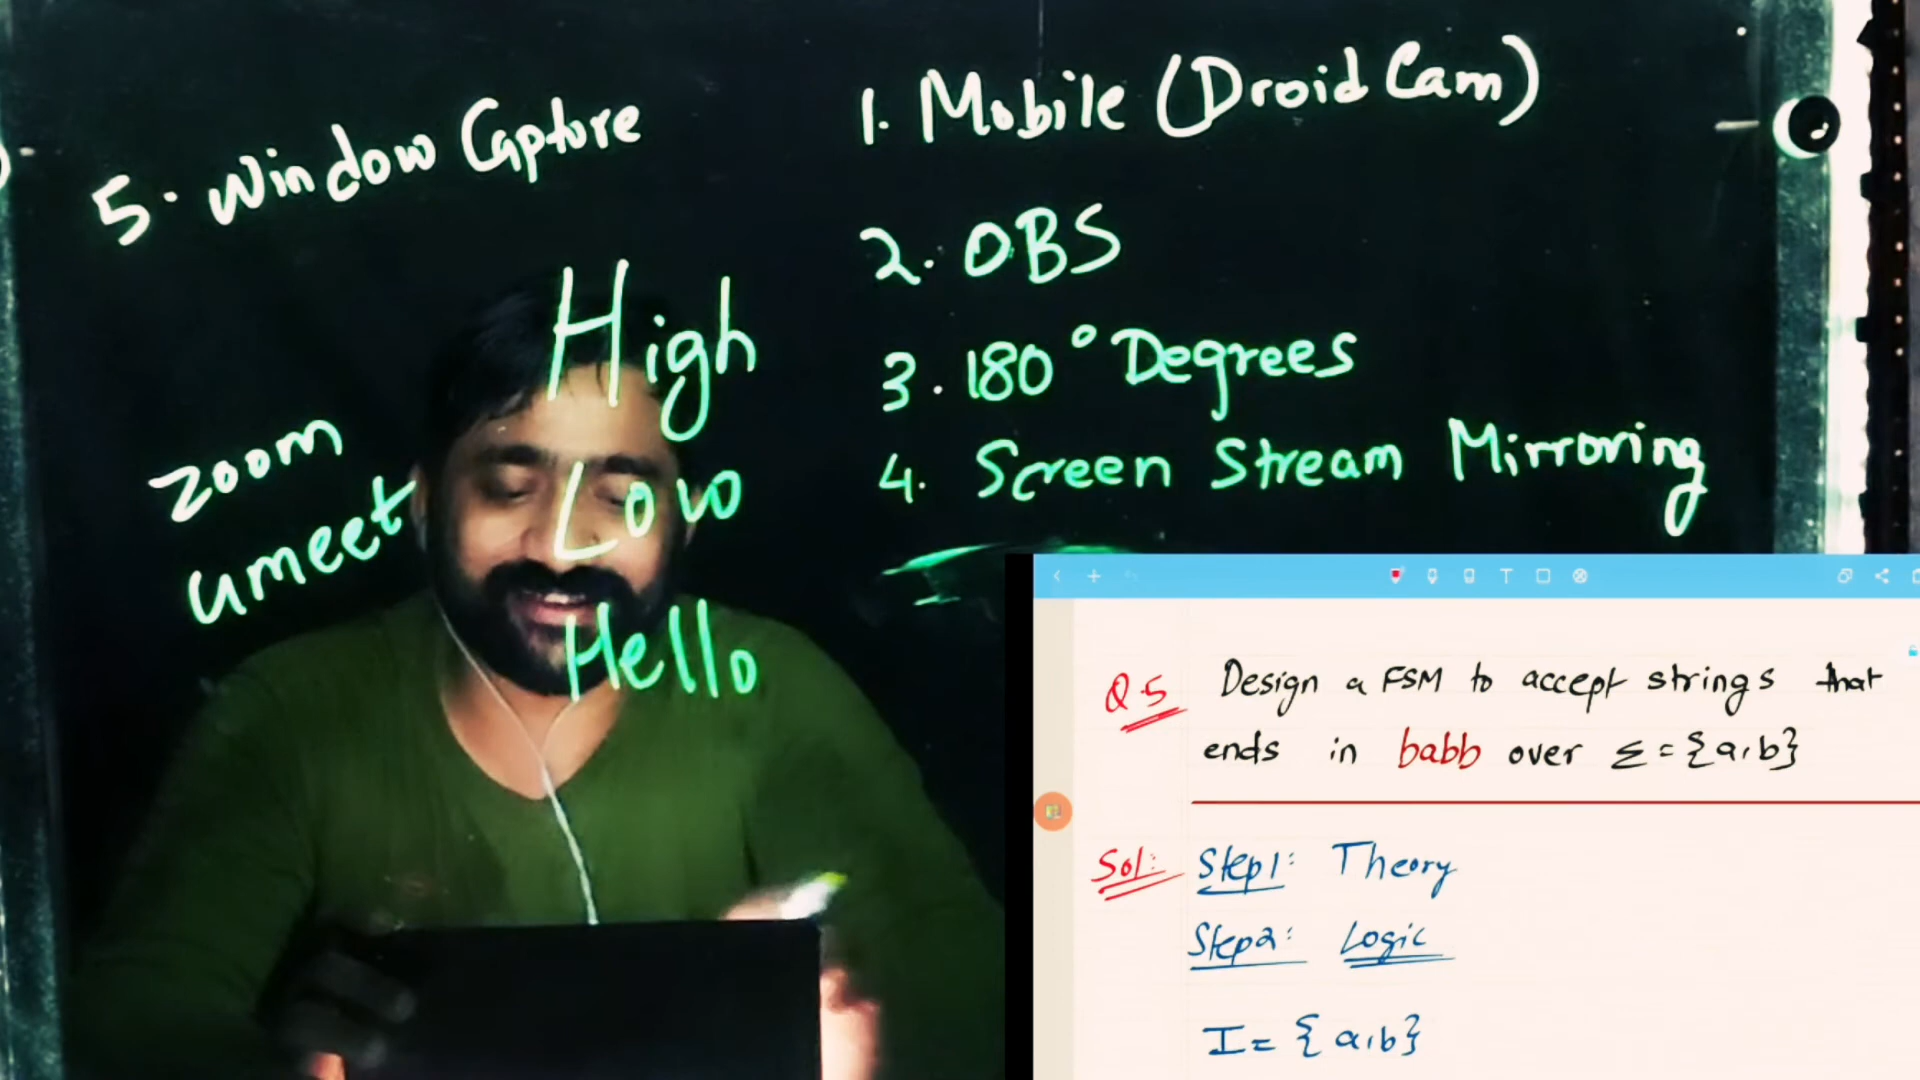 5. Window Capture
zoom
umeet
High
Low
Hello
1. Mobile (Droid Cam)
2. OBS
3. 180° Degrees
4. Screen Stream Mirroring
T
Q.5 Design a FSM to accept strings that
ends in babb over Σ = {a,b}
Sol: Step1: Theory
Step2: Logic
I = {a,b}